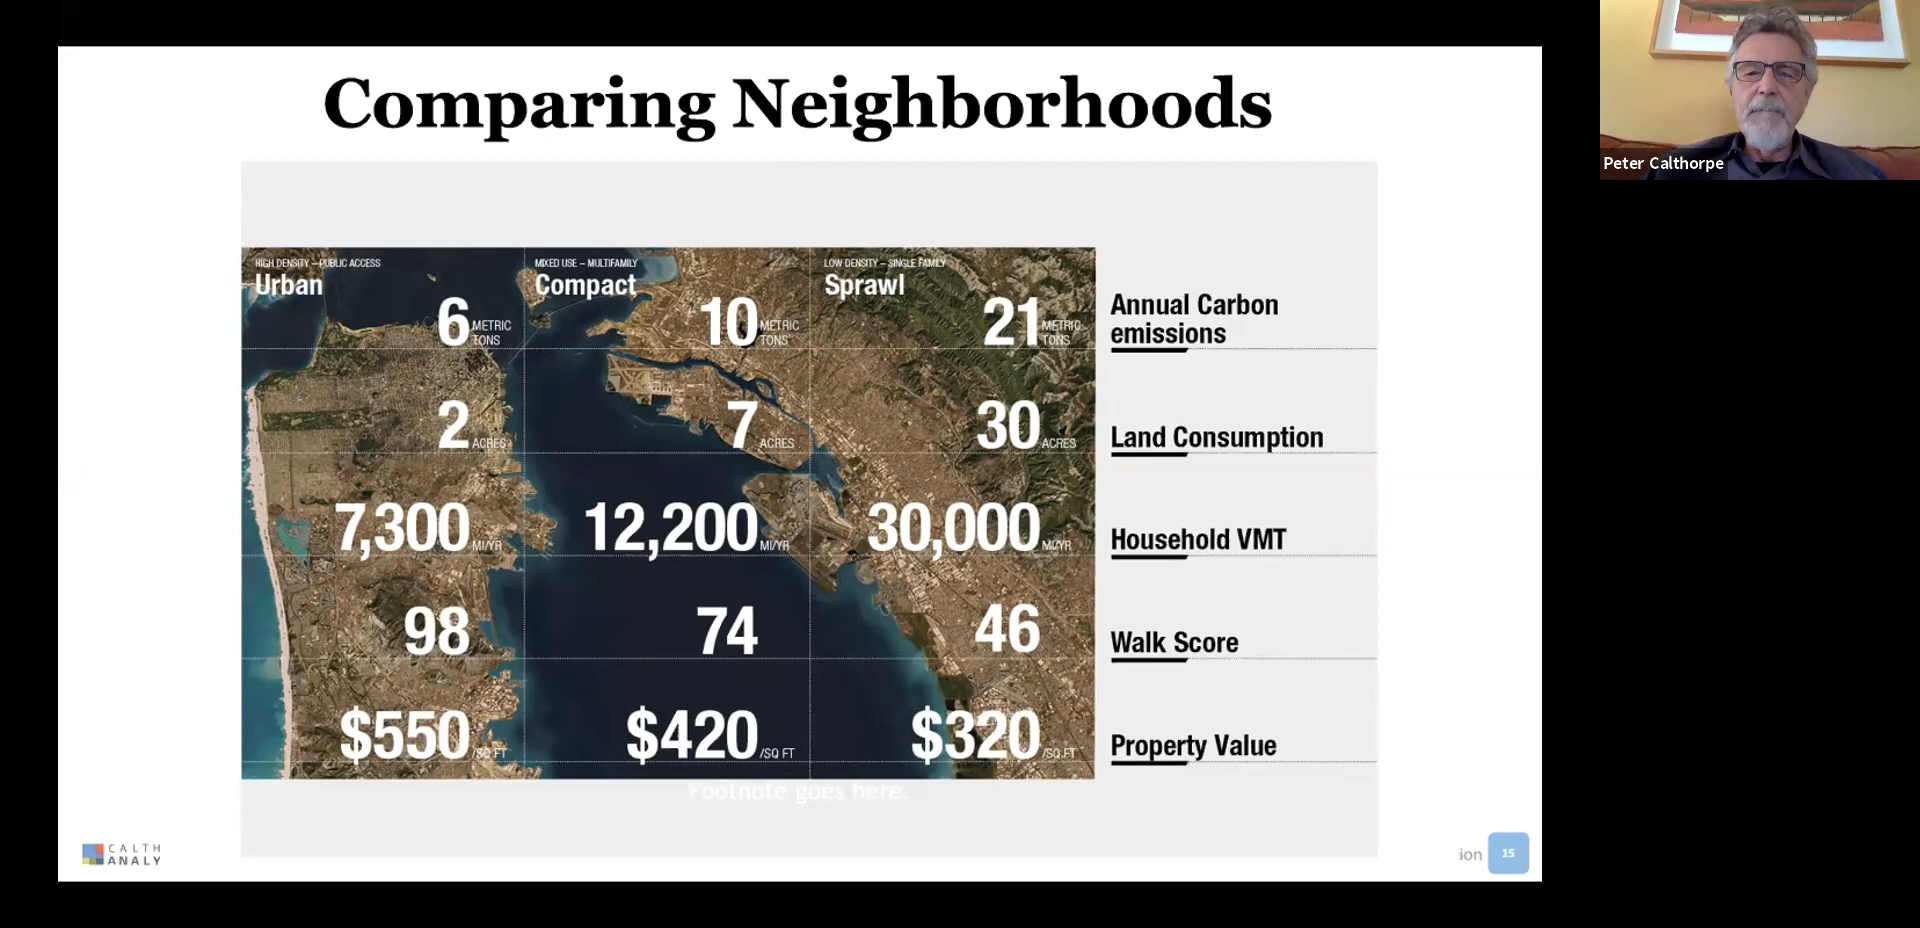 Comparing Neighborhoods
HIGH DENSITY – PUBLIC ACCESS
Urban
MIXED USE – MULTIFAMILY
Compact
LOW DENSITY – SINGLE FAMILY
Sprawl
6 METRIC TONS
10 METRIC TONS
21 METRIC TONS
Annual Carbon
emissions
2 ACRES
7 ACRES
30 ACRES
Land Consumption
7,300 MI/YR
12,200 MI/YR
30,000 MI/YR
Household VMT
98
74
46
Walk Score
$550 /SQ FT
$420 /SQ FT
$320 /SQ FT
Property Value
Footnote goes here.
CALTH
ANALY
ion
15
Peter Calthorpe